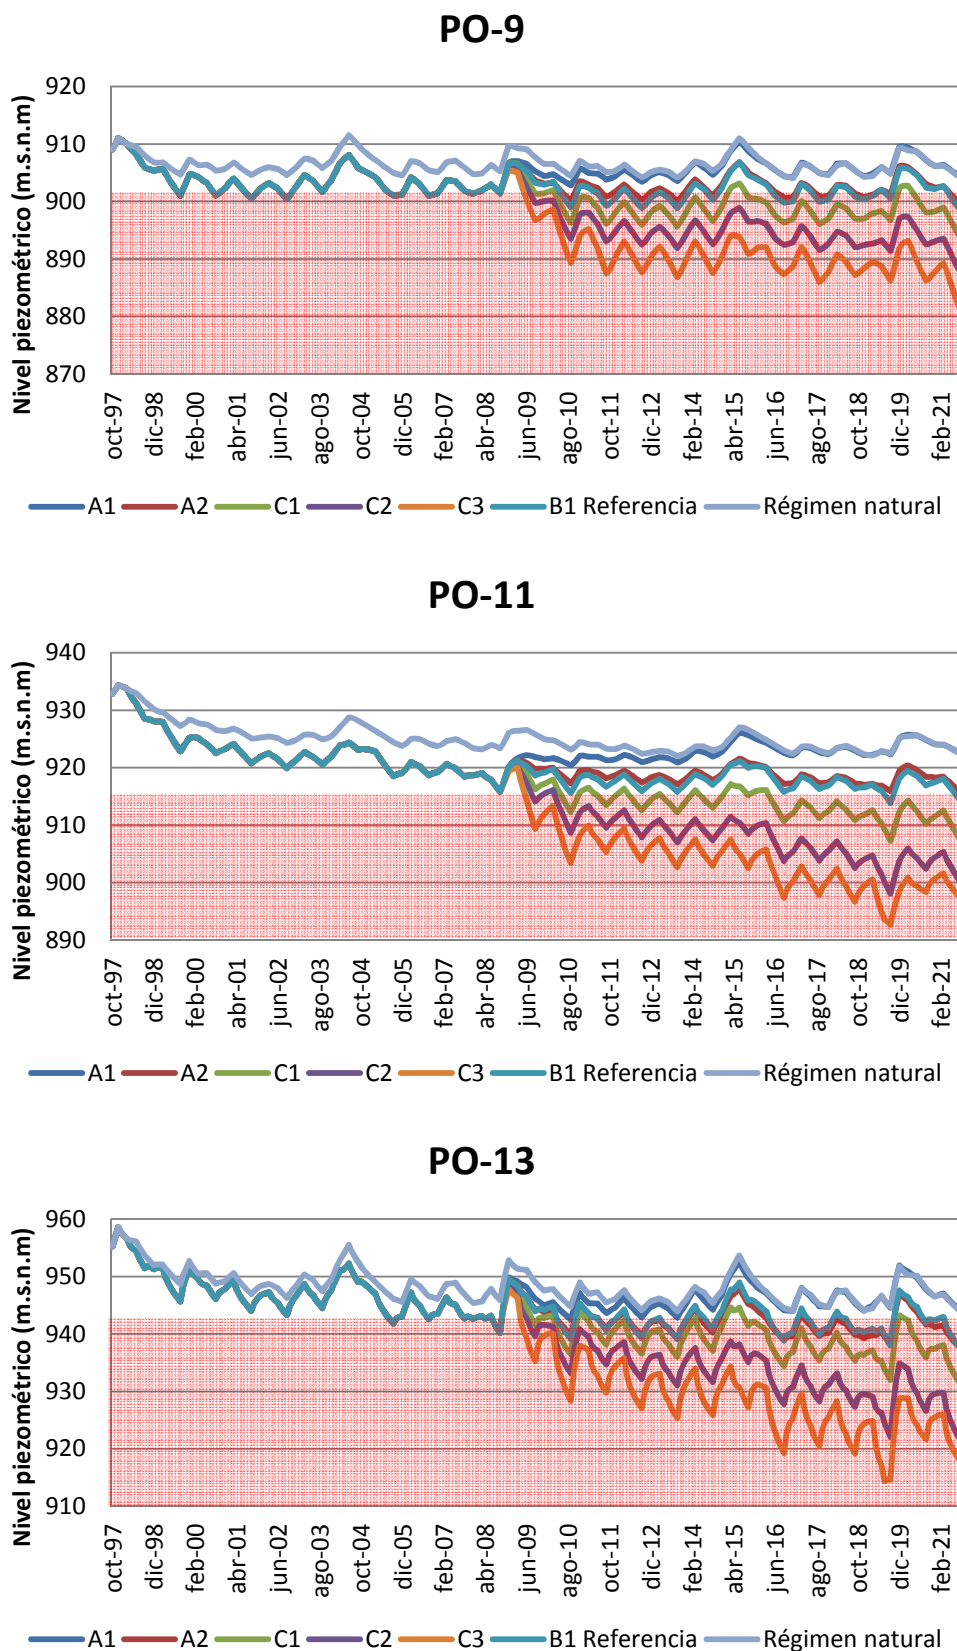 PO-9
Nivel piezométrico (m.s.n.m)
920
910
900
890
880
870
oct-97
dic-98
feb-00
abr-01
jun-02
ago-03
oct-04
dic-05
feb-07
abr-08
jun-09
ago-10
oct-11
dic-12
feb-14
abr-15
jun-16
ago-17
oct-18
dic-19
feb-21
A1 A2 C1 C2 C3 B1 Referencia Régimen natural
PO-11
Nivel piezométrico (m.s.n.m)
940
930
920
910
900
890
oct-97
dic-98
feb-00
abr-01
jun-02
ago-03
oct-04
dic-05
feb-07
abr-08
jun-09
ago-10
oct-11
dic-12
feb-14
abr-15
jun-16
ago-17
oct-18
dic-19
feb-21
A1 A2 C1 C2 C3 B1 Referencia Régimen natural
PO-13
Nivel piezométrico (m.s.n.m)
960
950
940
930
920
910
oct-97
dic-98
feb-00
abr-01
jun-02
ago-03
oct-04
dic-05
feb-07
abr-08
jun-09
ago-10
oct-11
dic-12
feb-14
abr-15
jun-16
ago-17
oct-18
dic-19
feb-21
A1 A2 C1 C2 C3 B1 Referencia Régimen natural